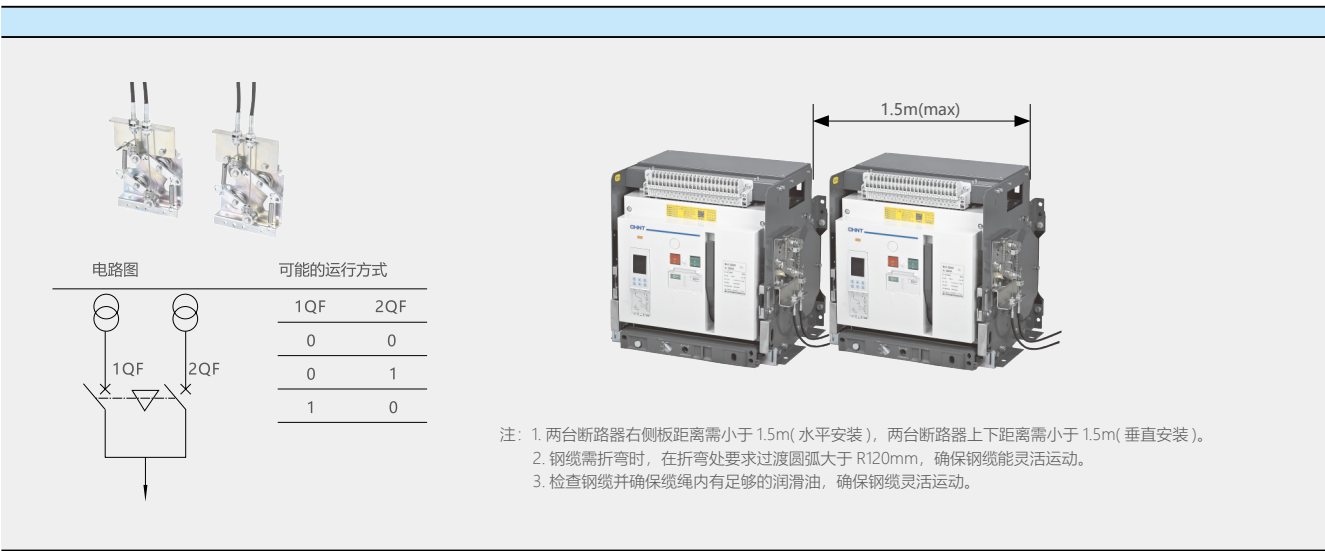 1.5m(max)
CHNT
CHNT
电路图
可能的运行方式
1QF 2QF
0 0
0 1
1 0
1QF 2QF
注：1. 两台断路器右侧板距离需小于 1.5m( 水平安装 )，两台断路器上下距离需小于 1.5m( 垂直安装 )。
2. 钢缆需折弯时，在折弯处要求过渡圆弧大于 R120mm，确保钢缆能灵活运动。
3. 检查钢缆并确保缆绳内有足够的润滑油，确保钢缆灵活运动。